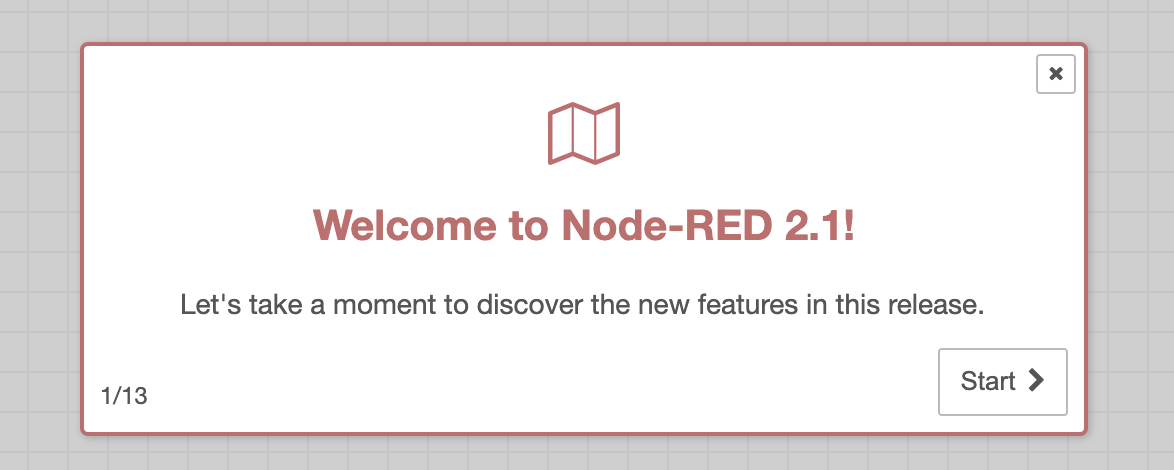 Welcome to Node-RED 2.1!
Let's take a moment to discover the new features in this release.
1/13
Start